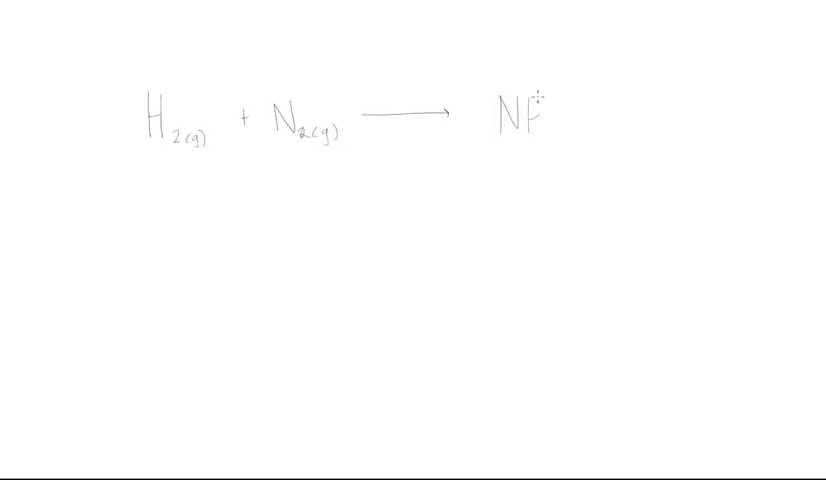 H₂(g) + N₂(g) → N